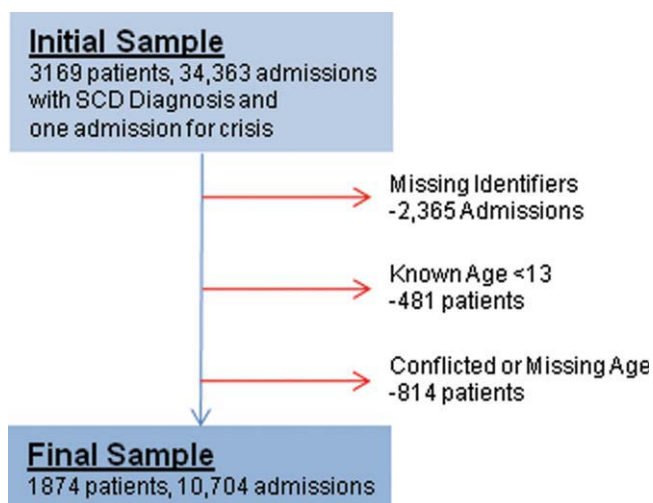 Initial Sample
3169 patients, 34,363 admissions
with SCD Diagnosis and
one admission for crisis
Missing Identifiers
-2,365 Admissions
Known Age <13
-481 patients
Conflicted or Missing Age
-814 patients
Final Sample
1874 patients, 10,704 admissions